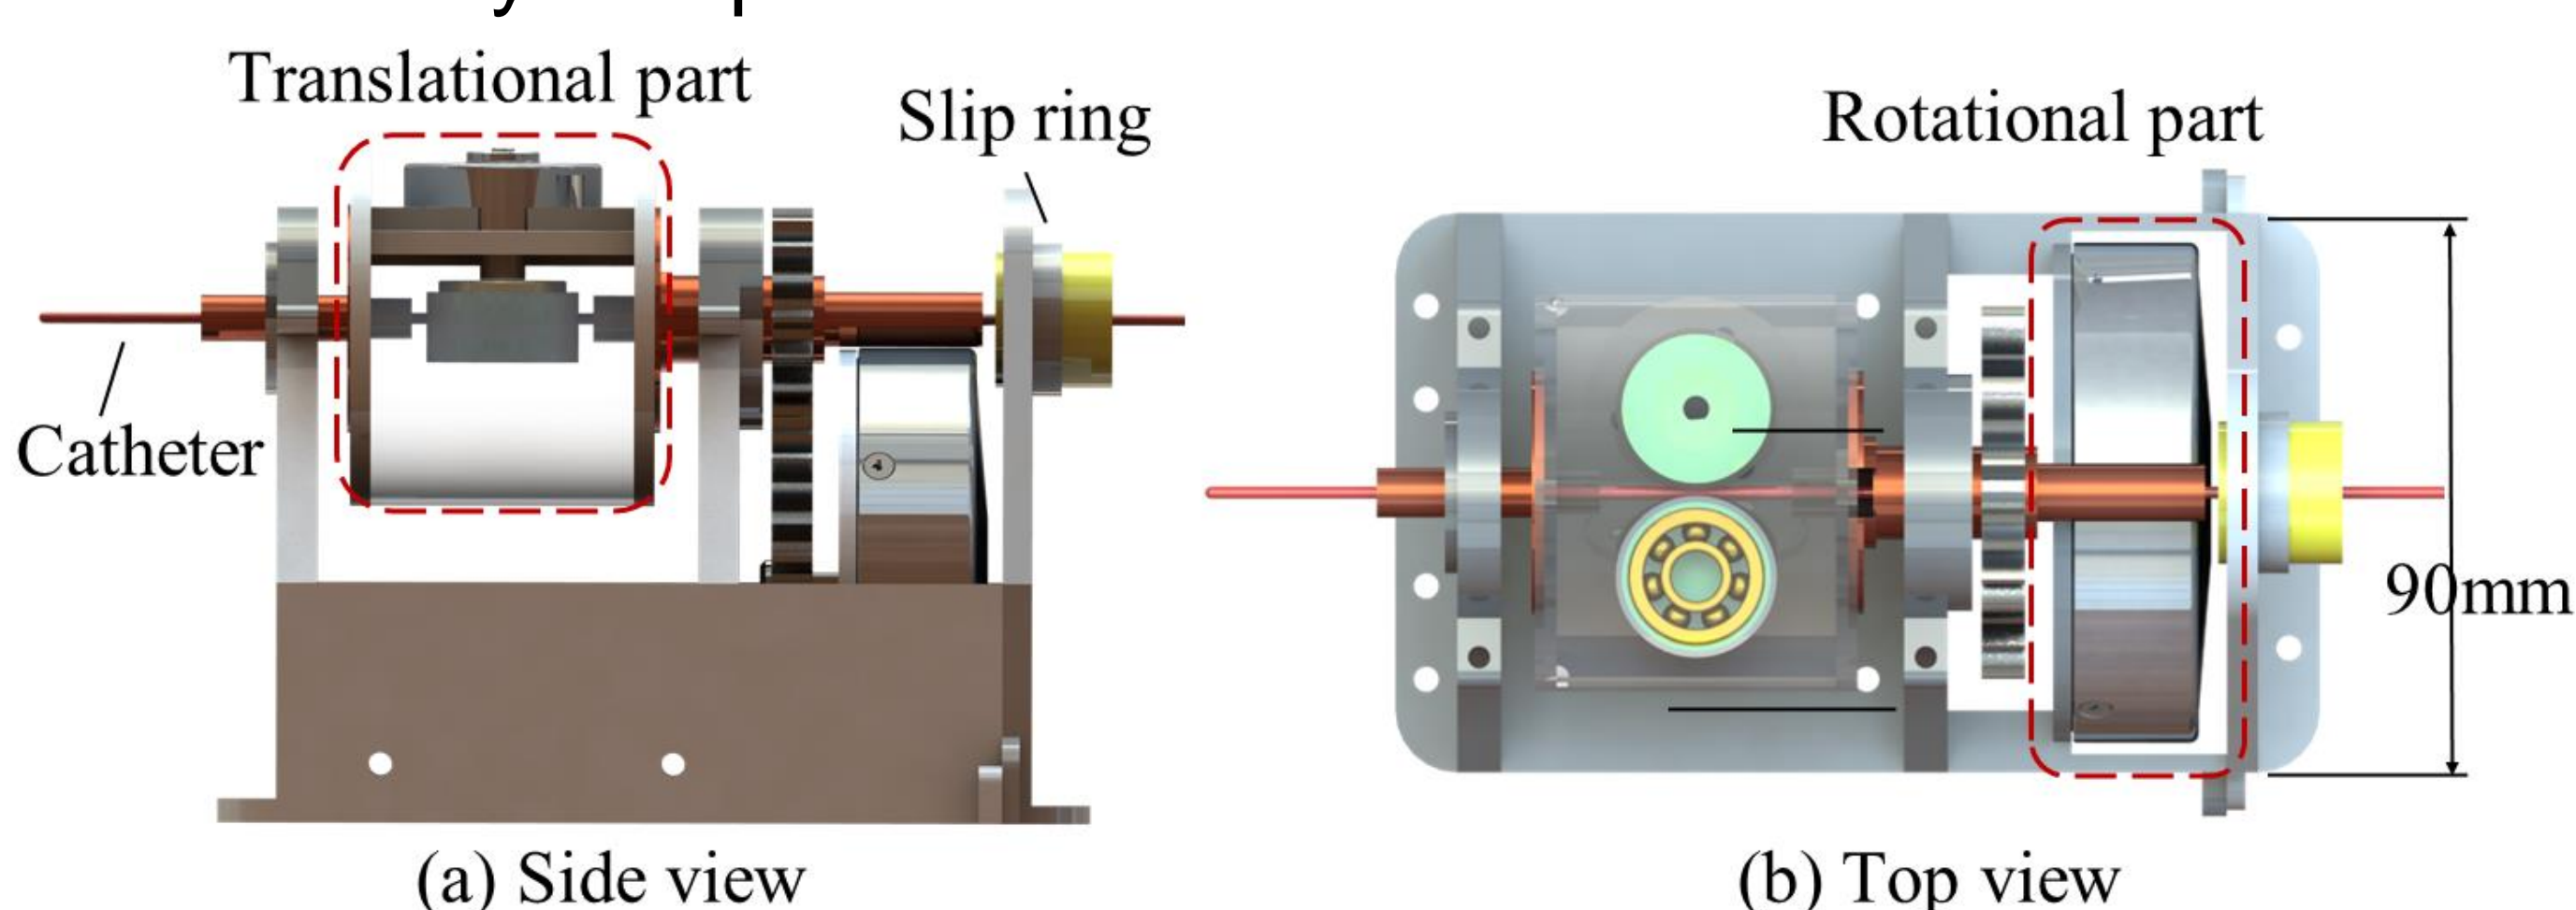 Translational part
Slip ring
Catheter
(a) Side view
Rotational part
90mm
(b) Top view